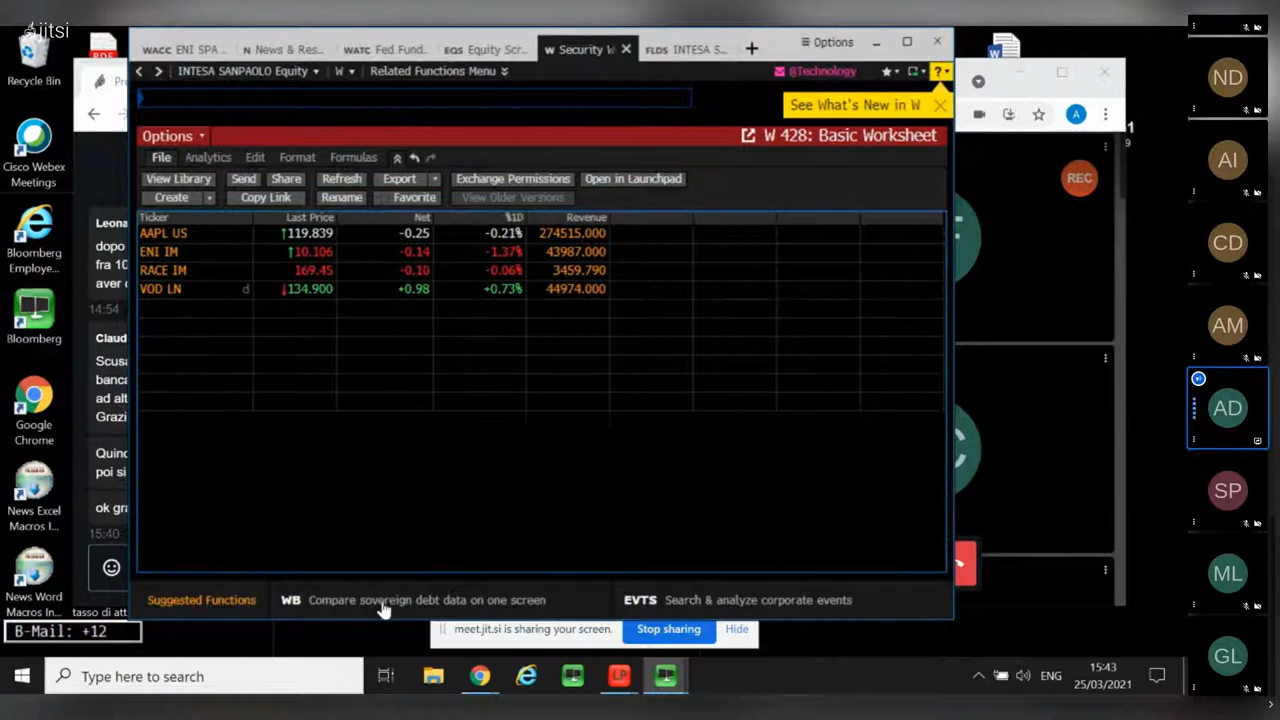 jitsi
Recycle Bin
Cisco Webex
Meetings
Bloomberg
Employe...
Bloomberg
Google
Chrome
News Excel
Macros I...
News Word
Macros In...
B-Mail: +12
Leona
dopo
fra 10
aver
14:54
Claud
Scusa
banca
ad alt
Grazi
Quinc
poi si
ok gra
15:40
tasso di att
WACC ENI SPA ...
N News & Res...
WATC Fed Fund...
EQS Equity Scr...
W Security W
FLDS INTESA S...
Options
INTESA SANPAOLO Equity
W
Related Functions Menu
@Technology
?
See What's New in W
Options
W 428: Basic Worksheet
File Analytics Edit Format Formulas
View Library Send Share Refresh Export Exchange Permissions Open in Launchpad
Create Copy Link Rename Favorite View Older Versions
Ticker Last Price Net %1D Revenue
AAPL US 119.839 -0.25 -0.21% 274515.000
ENI IM 10.106 -0.14 -1.37% 43987.000
RACE IM 169.45 -0.10 -0.06% 3459.790
VOD LN d 134.900 +0.98 +0.73% 44974.000
Suggested Functions WB Compare sovereign debt data on one screen EVTS Search & analyze corporate events
meet.jit.si is sharing your screen. Stop sharing Hide
A
REC
ND
AI
CD
AM
AD
SP
ML
GL
Type here to search
LP
ENG
15:43
25/03/2021